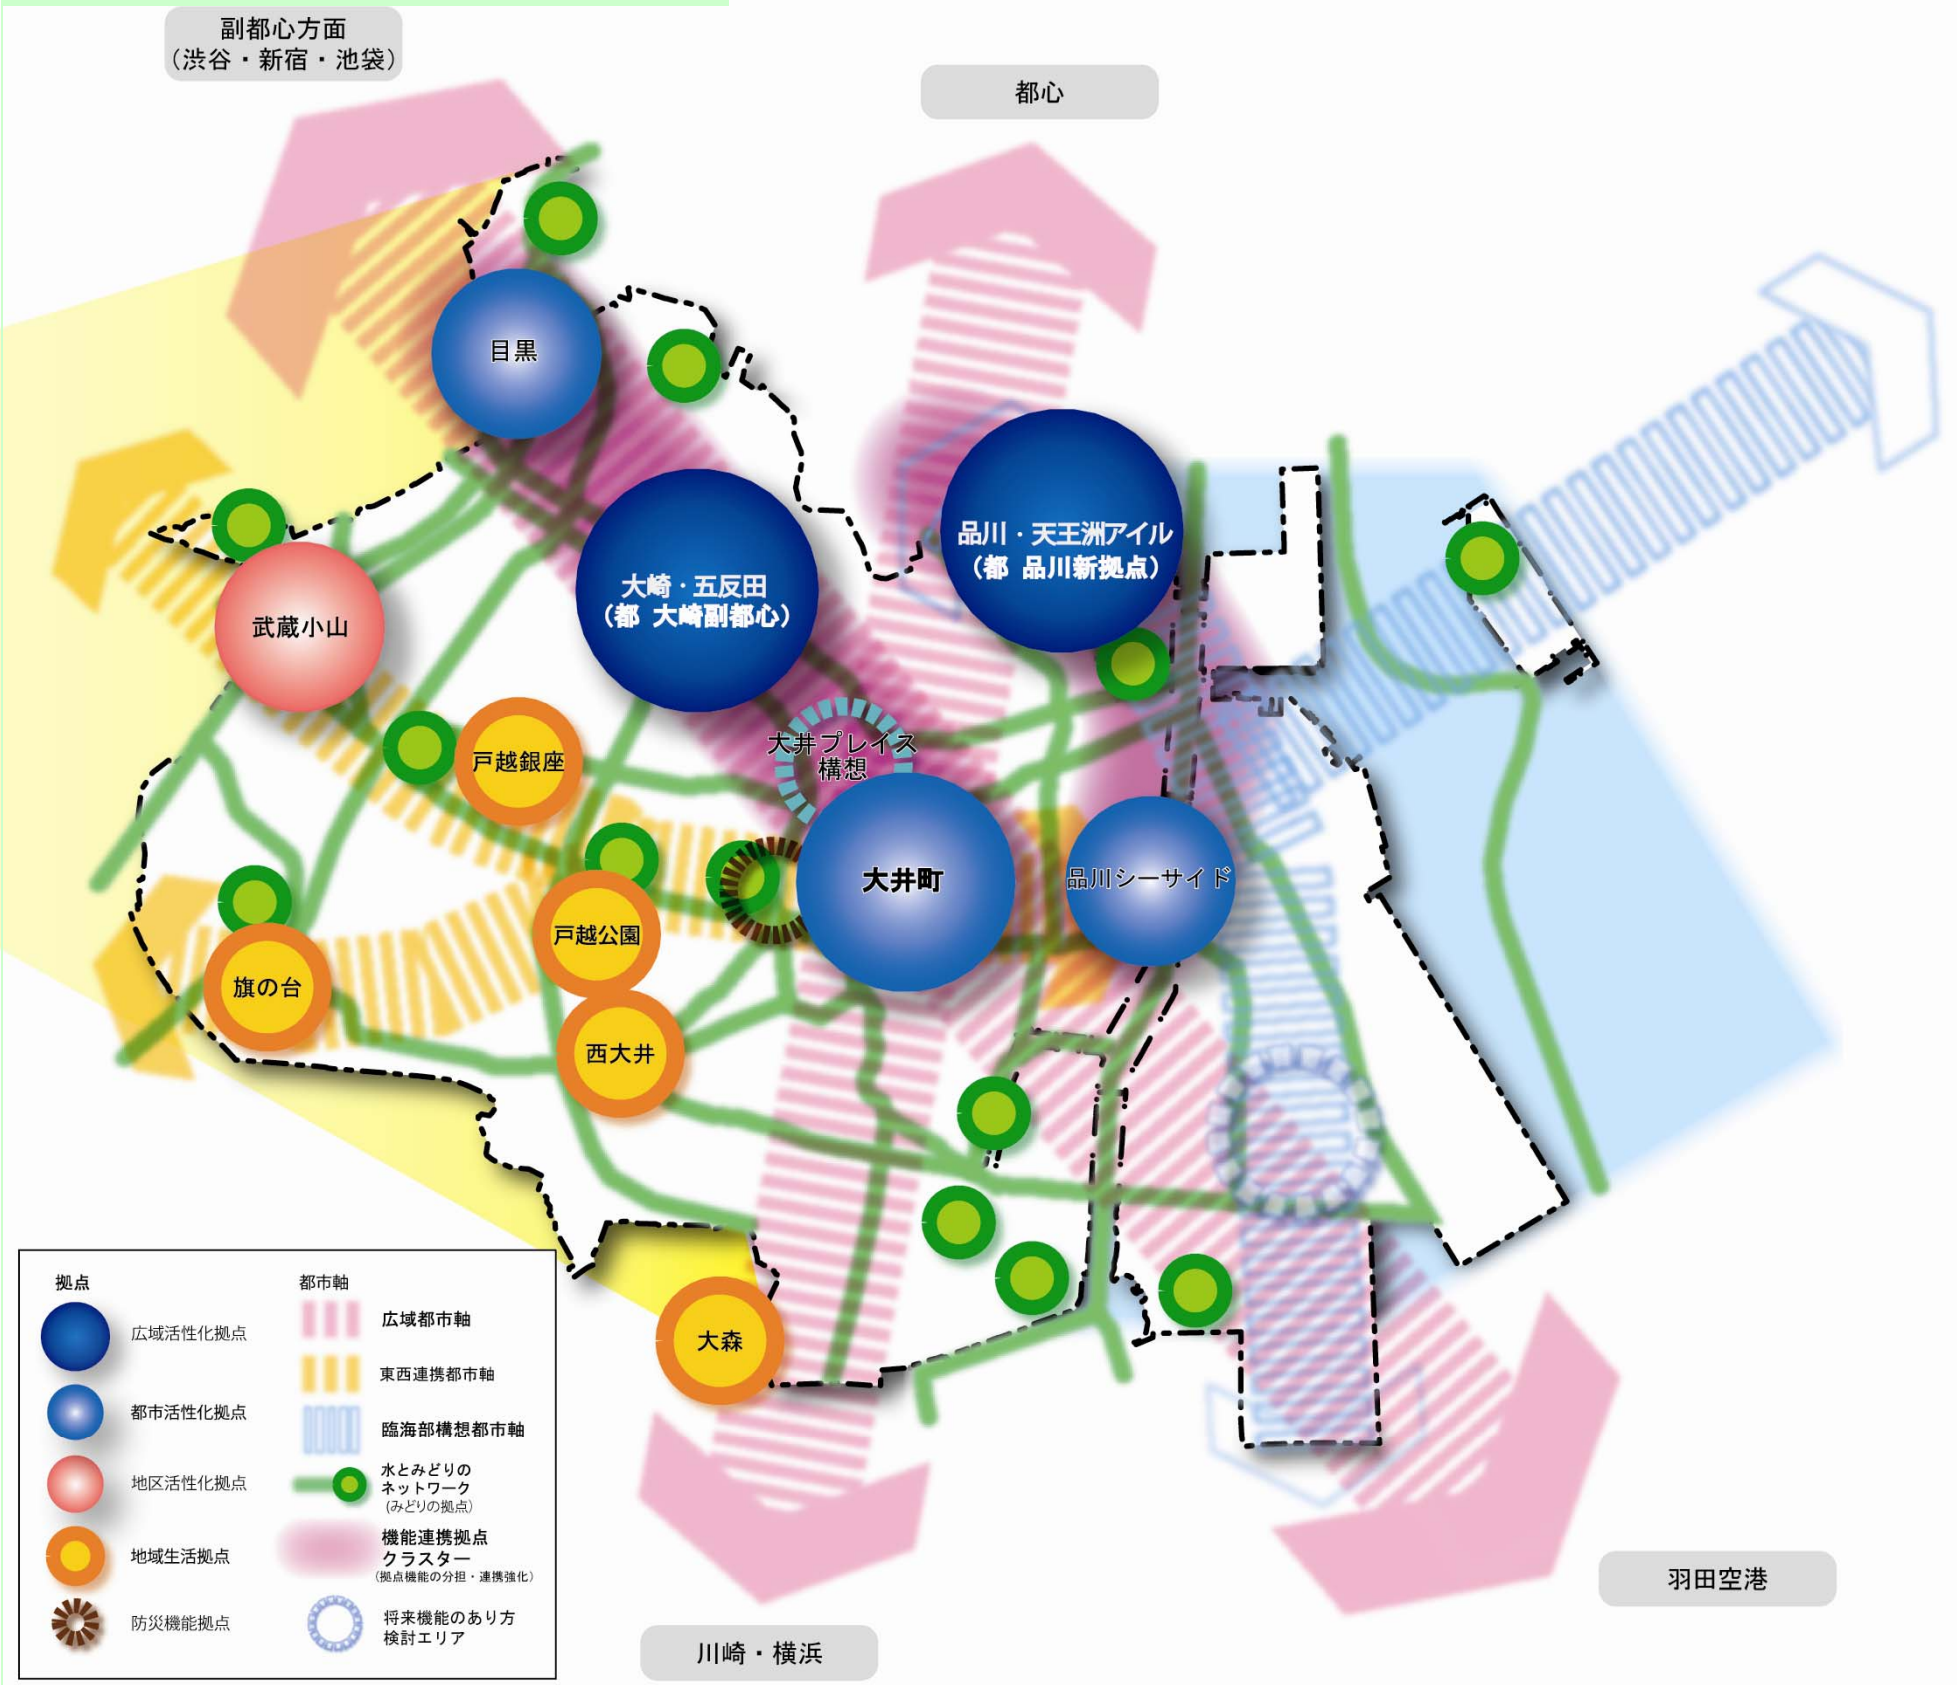 副都心方面
（渋谷・新宿・池袋）
都心
目黒
品川・天王洲アイル
（都 品川新拠点）
大崎・五反田
（都 大崎副都心）
武蔵小山
戸越銀座
大井プレイス
構想
大井町
品川シーサイド
戸越公園
旗の台
西大井
大森
拠点
広域活性化拠点
都市活性化拠点
地区活性化拠点
地域生活拠点
防災機能拠点
都市軸
広域都市軸
東西連携都市軸
臨海部構想都市軸
水とみどりの
ネットワーク
（みどりの拠点）
機能連携拠点
クラスター
（拠点機能の分担・連携強化）
将来機能のあり方
検討エリア
羽田空港
川崎・横浜